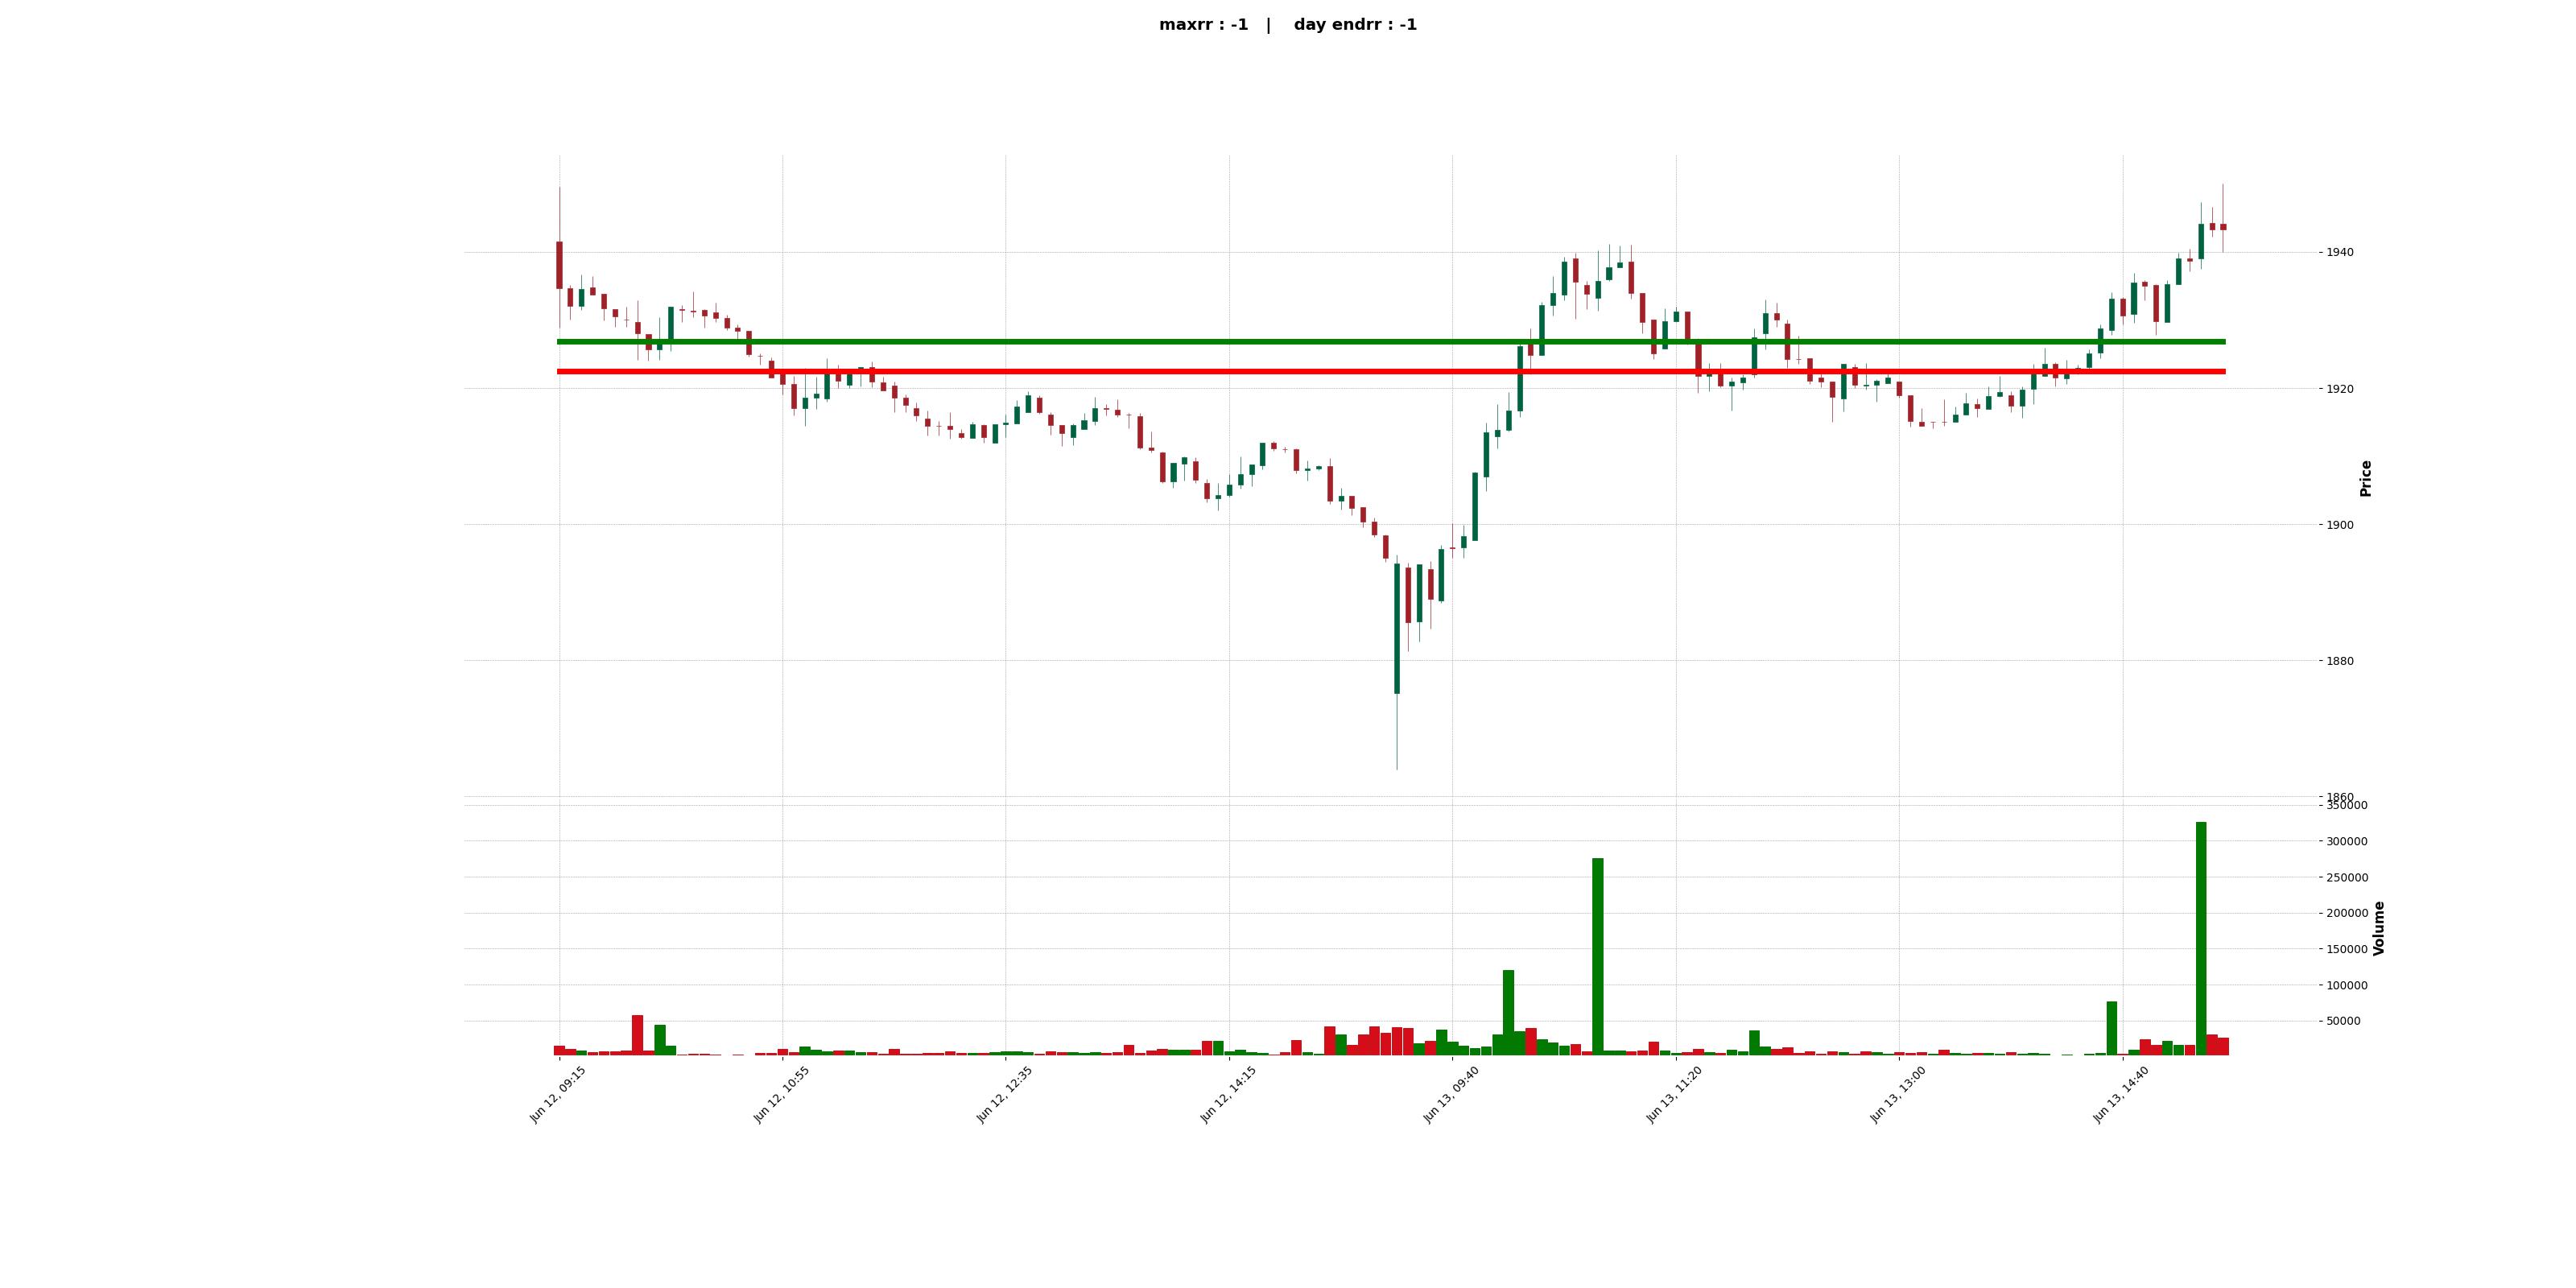 maxrr : -1   |    day endrr : -1
1940
1920
1900
1880
1860
Price
350000
300000
250000
200000
150000
100000
50000
Volume
Jun 12, 09:15
Jun 12, 10:55
Jun 12, 12:35
Jun 12, 14:15
Jun 13, 09:40
Jun 13, 11:20
Jun 13, 13:00
Jun 13, 14:40